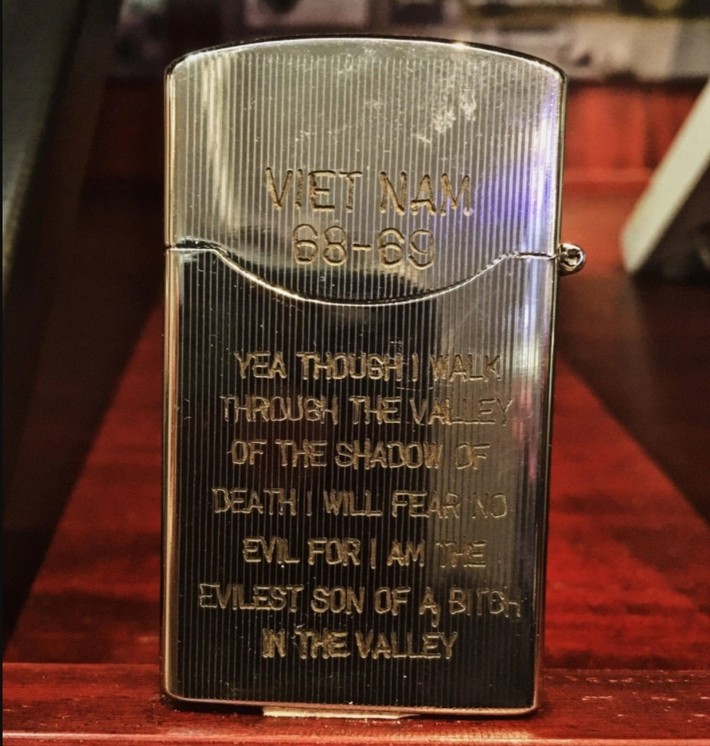 VIET NAM
68-69
YEA THOUGH I WALK
THROUGH THE VALLEY
OF THE SHADOW OF
DEATH I WILL FEAR NO
EVIL FOR I AM THE
EVILEST SON OF A BITCH
IN THE VALLEY